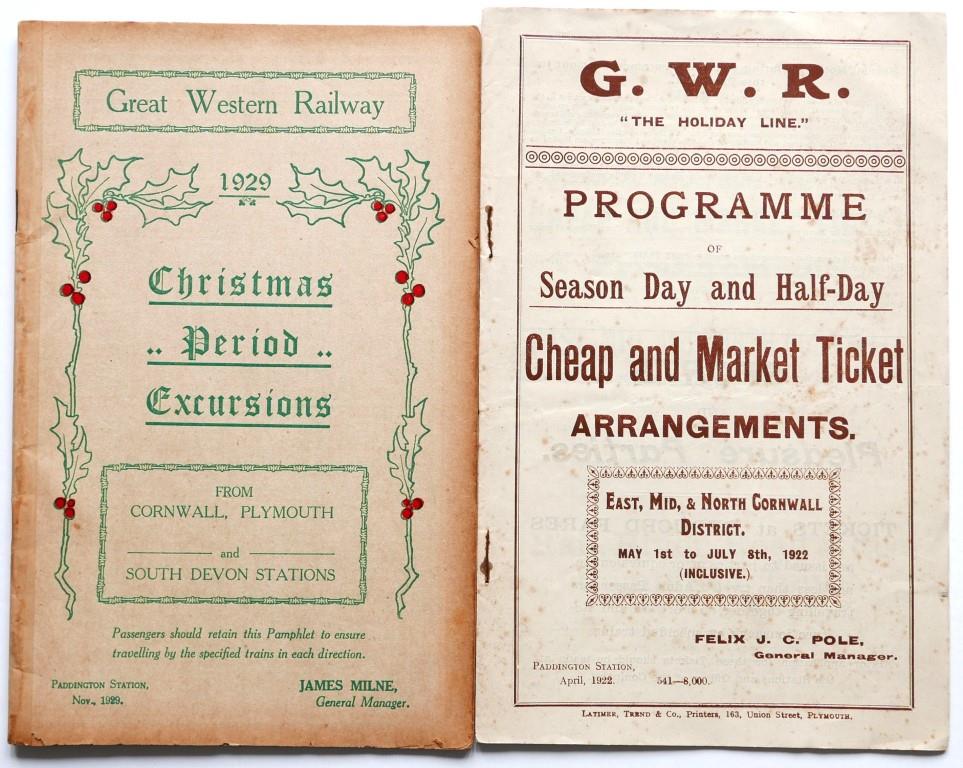 Great Western Railway
1929
Christmas
.. Period ..
Excursions
FROM
CORNWALL, PLYMOUTH
and
SOUTH DEVON STATIONS
Passengers should retain this Pamphlet to ensure
travelling by the specified trains in each direction.
PADDINGTON STATION,
Nov., 1929.
JAMES MILNE,
General Manager.
G. W. R.
"THE HOLIDAY LINE."
PROGRAMME
OF
Season Day and Half-Day
Cheap and Market Ticket
ARRANGEMENTS.
EAST, MID, & NORTH CORNWALL
DISTRICT.
MAY 1st to JULY 8th, 1922
(INCLUSIVE.)
FELIX J. C. POLE,
General Manager.
PADDINGTON STATION,
April, 1922. 541—8,000.
LATIMER, TREND & Co., Printers, 163, Union Street, PLYMOUTH.